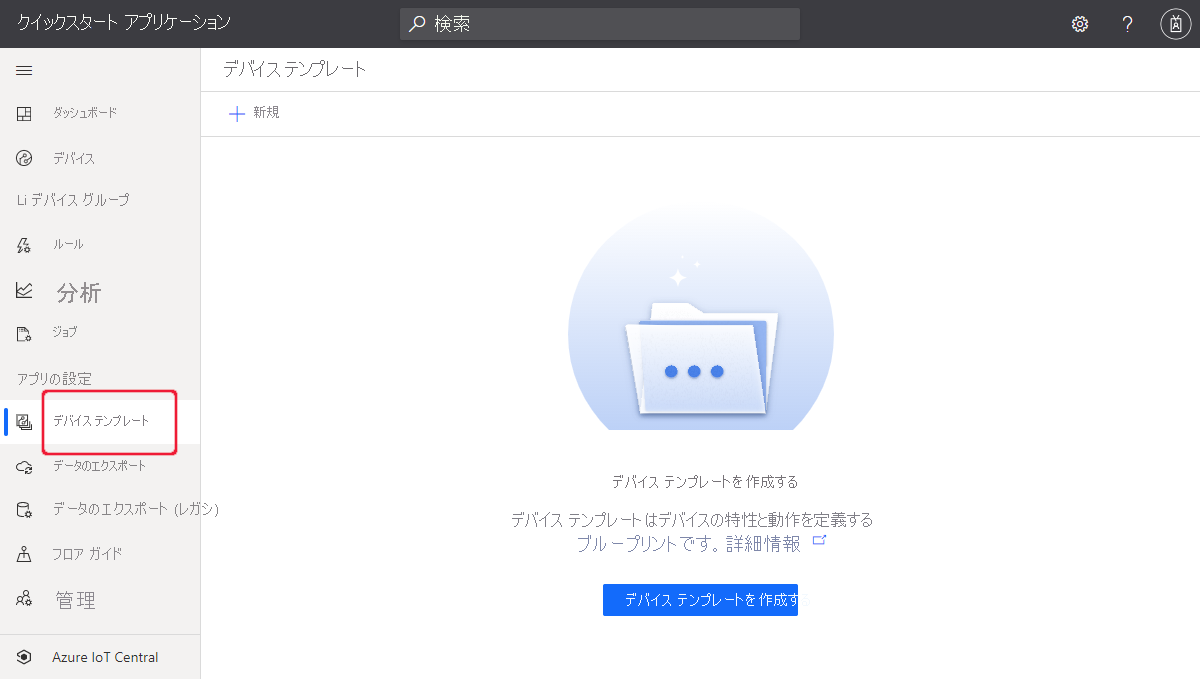 クイックスタート アプリケーション
検索
?
デバイス テンプレート
新規
ダッシュボード
デバイス
Li デバイス グループ
ルール
分析
ジョブ
アプリの設定
デバイス テンプレート
データのエクスポート
データのエクスポート (レガシ)
フロア ガイド
管理
Azure IoT Central
デバイス テンプレートを作成する
デバイス テンプレートはデバイスの特性と動作を定義する
ブループリントです。詳細情報
デバイス テンプレートを作成す